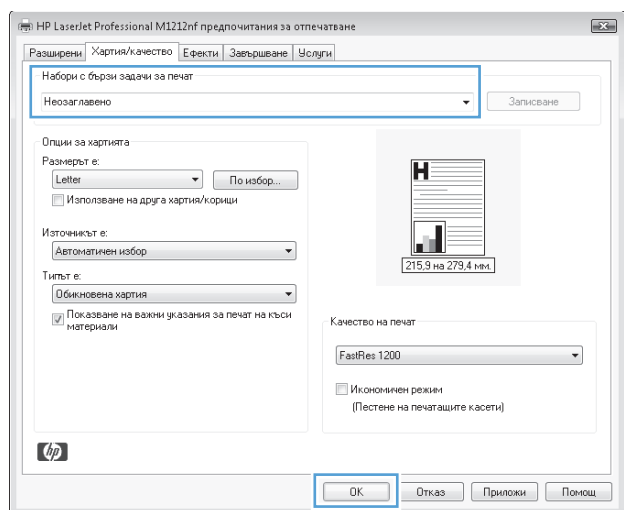 HP LaserJet Professional M1212nf предпочитания за отпечатване
Разширени Хартия/качество Ефекти Завършване Услуги
Набори с бързи задачи за печат
Неозаглавено
Записване
Опции за хартията
Размерът е:
Letter
По избор...
Използване на друга хартия/корици
Източникът е:
Автоматичен избор
Типът е:
Обикновена хартия
Показване на важни указания за печат на къси
материали
H
215,9 на 279,4 мм.
Качество на печат
FastRes 1200
Икономичен режим
(Пестене на печатащите касети)
hp
OK Отказ Приложи Помощ